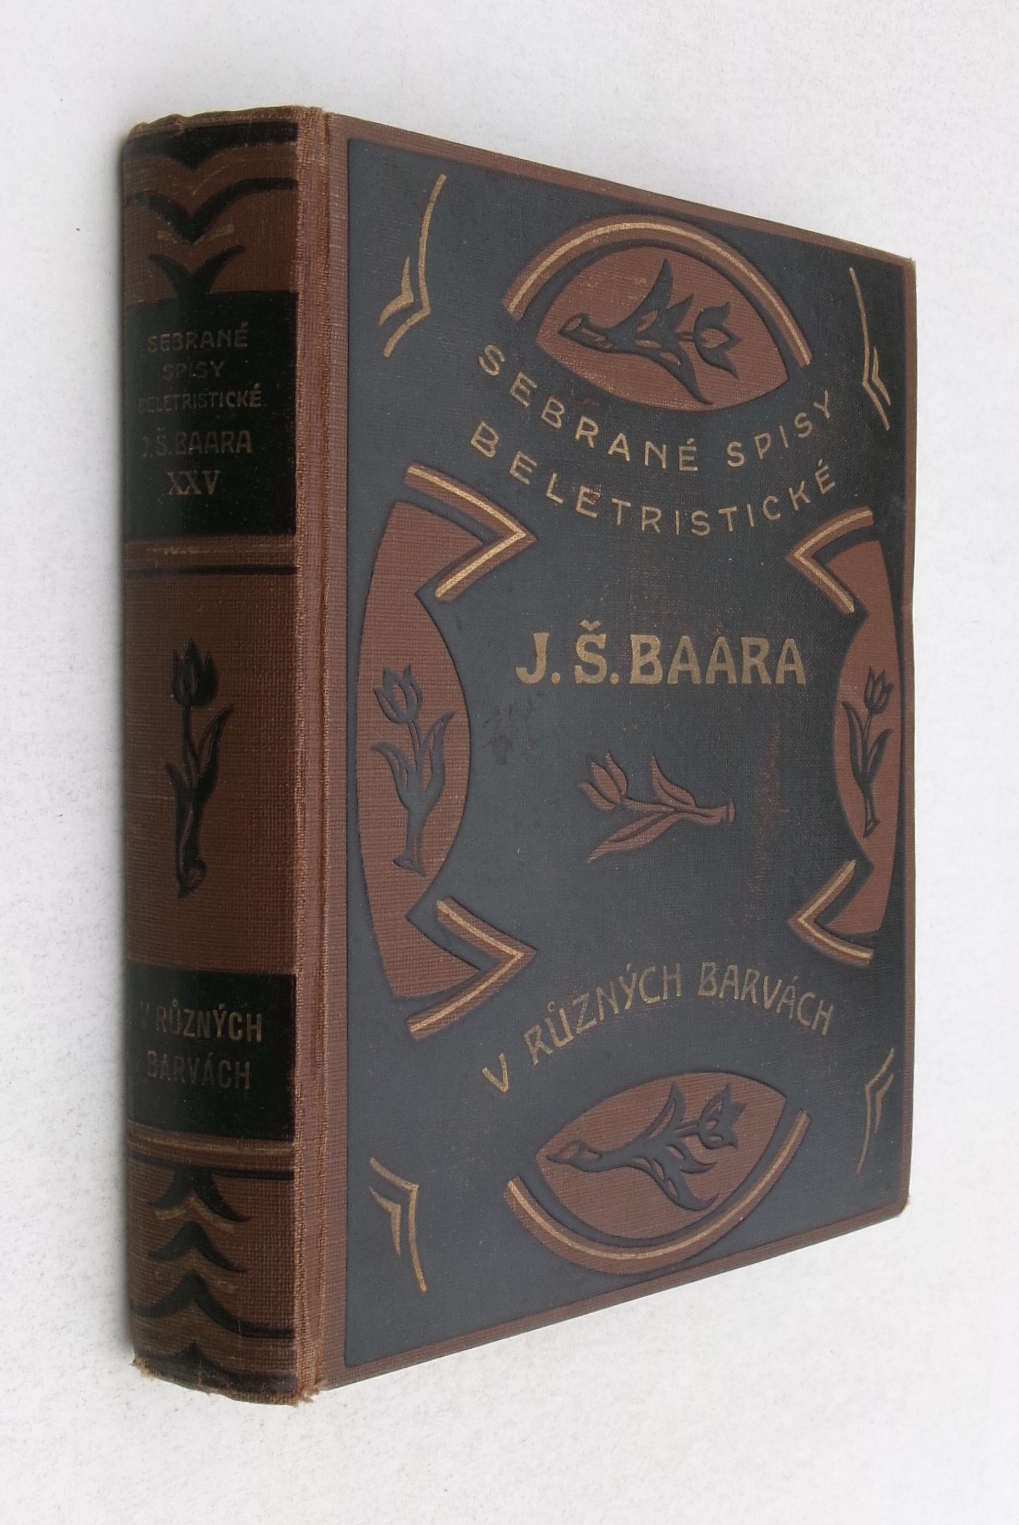 SEBRANÉ
SPISY
BELETRISTICKÉ
J.Š.BAARA
XXV
V RŮZNÝCH
BARVÁCH
SEBRANÉ SPISY
BELETRISTICKÉ
J.Š.BAARA
V RŮZNÝCH BARVÁCH